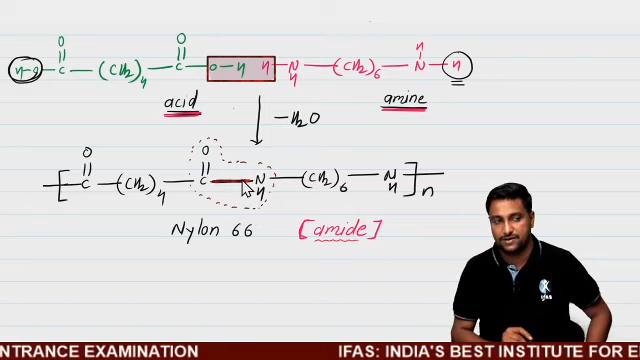 O O H
H-O C (CH2)4 C O-H H N (CH2)6 N H
H
acid amine
-H2O
O O
[ C (CH2)4 C N (CH2)6 N ]n
H H
Nylon 66 [amide]
ifas
NTRANCE EXAMINATION IFAS: INDIA'S BEST INSTITUTE FOR E